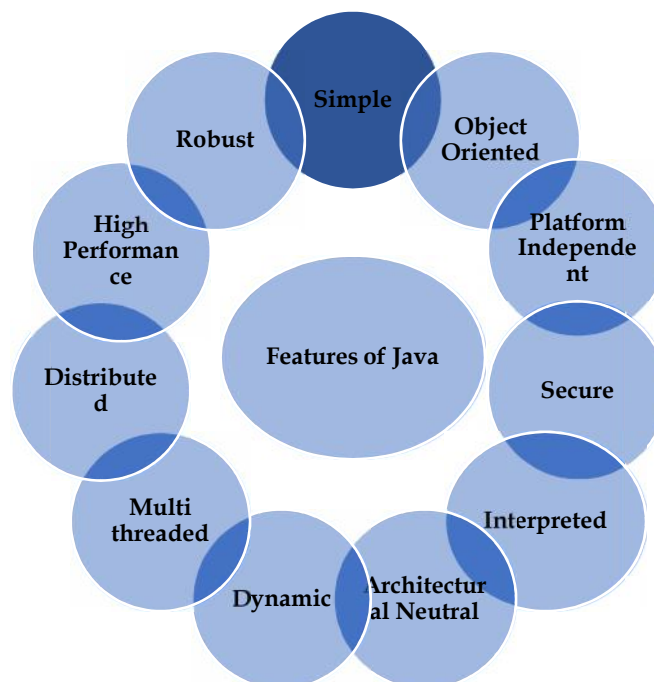 Simple
Object
Oriented
Platform
Independe
nt
Secure
Interpreted
Architectur
al Neutral
Dynamic
Multi
threaded
Distribute
d
High
Performan
ce
Robust
Features of Java